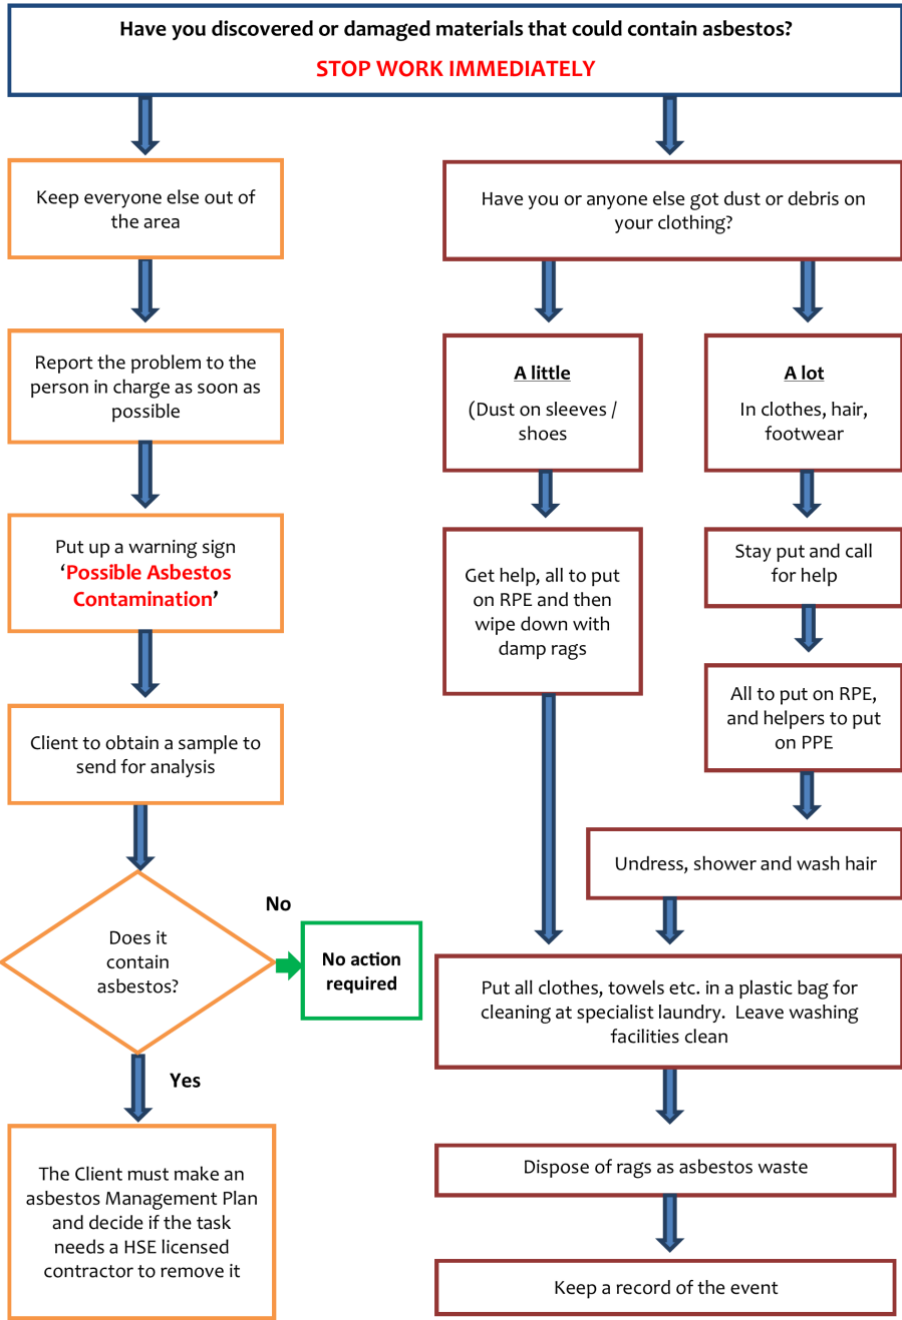 Have you discovered or damaged materials that could contain asbestos?
STOP WORK IMMEDIATELY
Keep everyone else out of
the area
Report the problem to the
person in charge as soon as
possible
Put up a warning sign
‘Possible Asbestos
Contamination’
Client to obtain a sample to
send for analysis
Does it
contain
asbestos?
No
No action
required
Yes
The Client must make an
asbestos Management Plan
and decide if the task
needs a HSE licensed
contractor to remove it
Have you or anyone else got dust or debris on
your clothing?
A little
(Dust on sleeves /
shoes
Get help, all to put
on RPE and then
wipe down with
damp rags
A lot
In clothes, hair,
footwear
Stay put and call
for help
All to put on RPE,
and helpers to put
on PPE
Undress, shower and wash hair
Put all clothes, towels etc. in a plastic bag for
cleaning at specialist laundry.  Leave washing
facilities clean
Dispose of rags as asbestos waste
Keep a record of the event